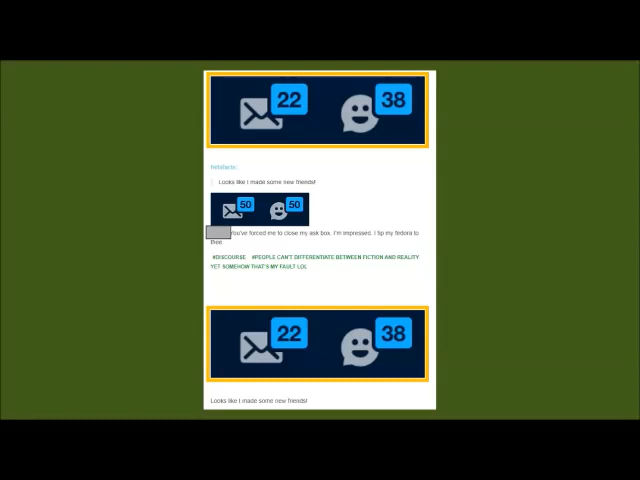 22 38
Looks like I made some new friends!
50 50
You've forced me to close my ask box. I'm impressed. I tip my fedora to
thee.
#DISCOURSE #PEOPLE CAN'T DIFFERENTIATE BETWEEN FICTION AND REALITY
YET SOMEHOW THAT'S MY FAULT LOL
22 38
Looks like I made some new friends!